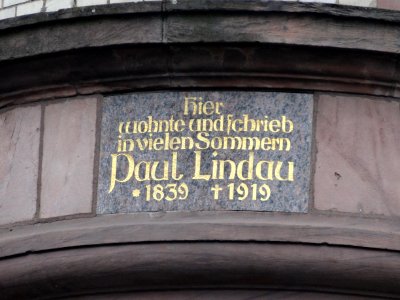 hier
wohnte und schrieb
in vielen Sommern
Paul Lindau
* 1839 † 1919